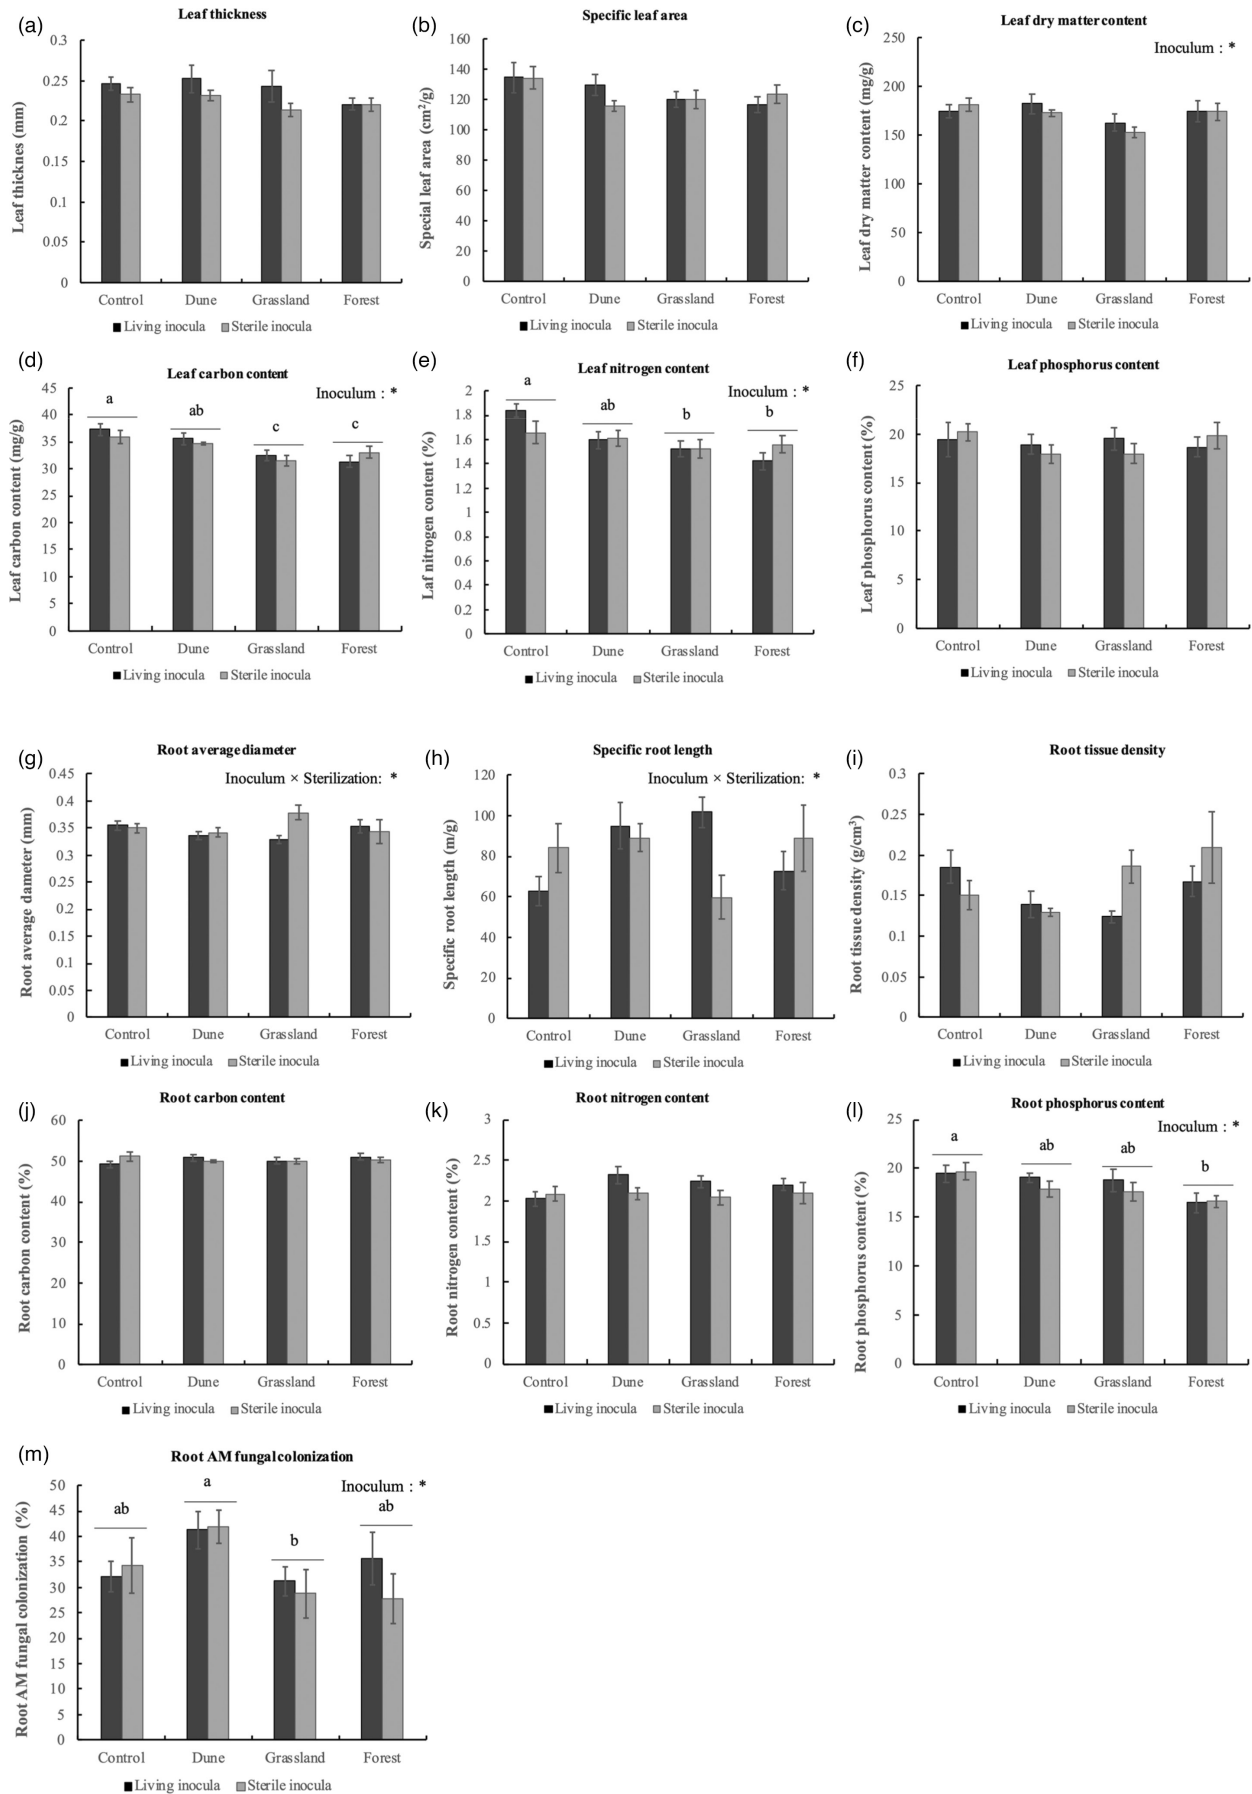 (a)
Leaf thickness
0.3
0.25
0.2
0.15
0.1
0.05
0
Leaf thicknes (mm)
Control Dune Grassland Forest
Living inocula Sterile inocula
(b)
Specific leaf area
160
140
120
100
80
60
40
20
0
Special leaf area (cm²/g)
Control Dune Grassland Forest
Living inocula Sterile inocula
(c)
Leaf dry matter content
Inoculum : *
250
200
150
100
50
0
Leaf dry matter content (mg/g)
Control Dune Grassland Forest
Living inocula Sterile inocula
(d)
Leaf carbon content
Inoculum : *
45
40
35
30
25
20
15
10
5
0
Leaf carbon content (mg/g)
a ab c c
Control Dune Grassland Forest
Living inocula Sterile inocula
(e)
Leaf nitrogen content
Inoculum : *
2
1.8
1.6
1.4
1.2
1
0.8
0.6
0.4
0.2
0
Laf nitrogen content (%)
a ab b b
Control Dune Grassland Forest
Living inocula Sterile inocula
(f)
Leaf phosphorus content
25
20
15
10
5
0
Leaf phosphorus content (%)
Control Dune Grassland Forest
Living inocula Sterile inocula
(g)
Root average diameter
Inoculum × Sterilization: *
0.45
0.4
0.35
0.3
0.25
0.2
0.15
0.1
0.05
0
Root average dameter (mm)
Control Dune Grassland Forest
Living inocula Sterile inocula
(h)
Specific root length
Inoculum × Sterilization: *
120
100
80
60
40
20
0
Specific root length (m/g)
Control Dune Grassland Forest
Living inocula Sterile inocula
(i)
Root tissue density
0.3
0.25
0.2
0.15
0.1
0.05
0
Root tissue density (g/cm³)
Control Dune Grassland Forest
Living inocula Sterile inocula
(j)
Root carbon content
60
50
40
30
20
10
0
Root carbon content (%)
Control Dune Grassland Forest
Living inocula Sterile inocula
(k)
Root nitrogen content
3
2.5
2
1.5
1
0.5
0
Root nitrogen content (%)
Control Dune Grassland Forest
Living inocula Sterile inocula
(l)
Root phosphorus content
Inoculum : *
25
20
15
10
5
0
Root phosphorus content (%)
a ab ab b
Control Dune Grassland Forest
Living inocula Sterile inocula
(m)
Root AM fungal colonization
Inoculum : *
50
45
40
35
30
25
20
15
10
5
0
Root AM fungal colonization (%)
ab a b ab
Control Dune Grassland Forest
Living inocula Sterile inocula